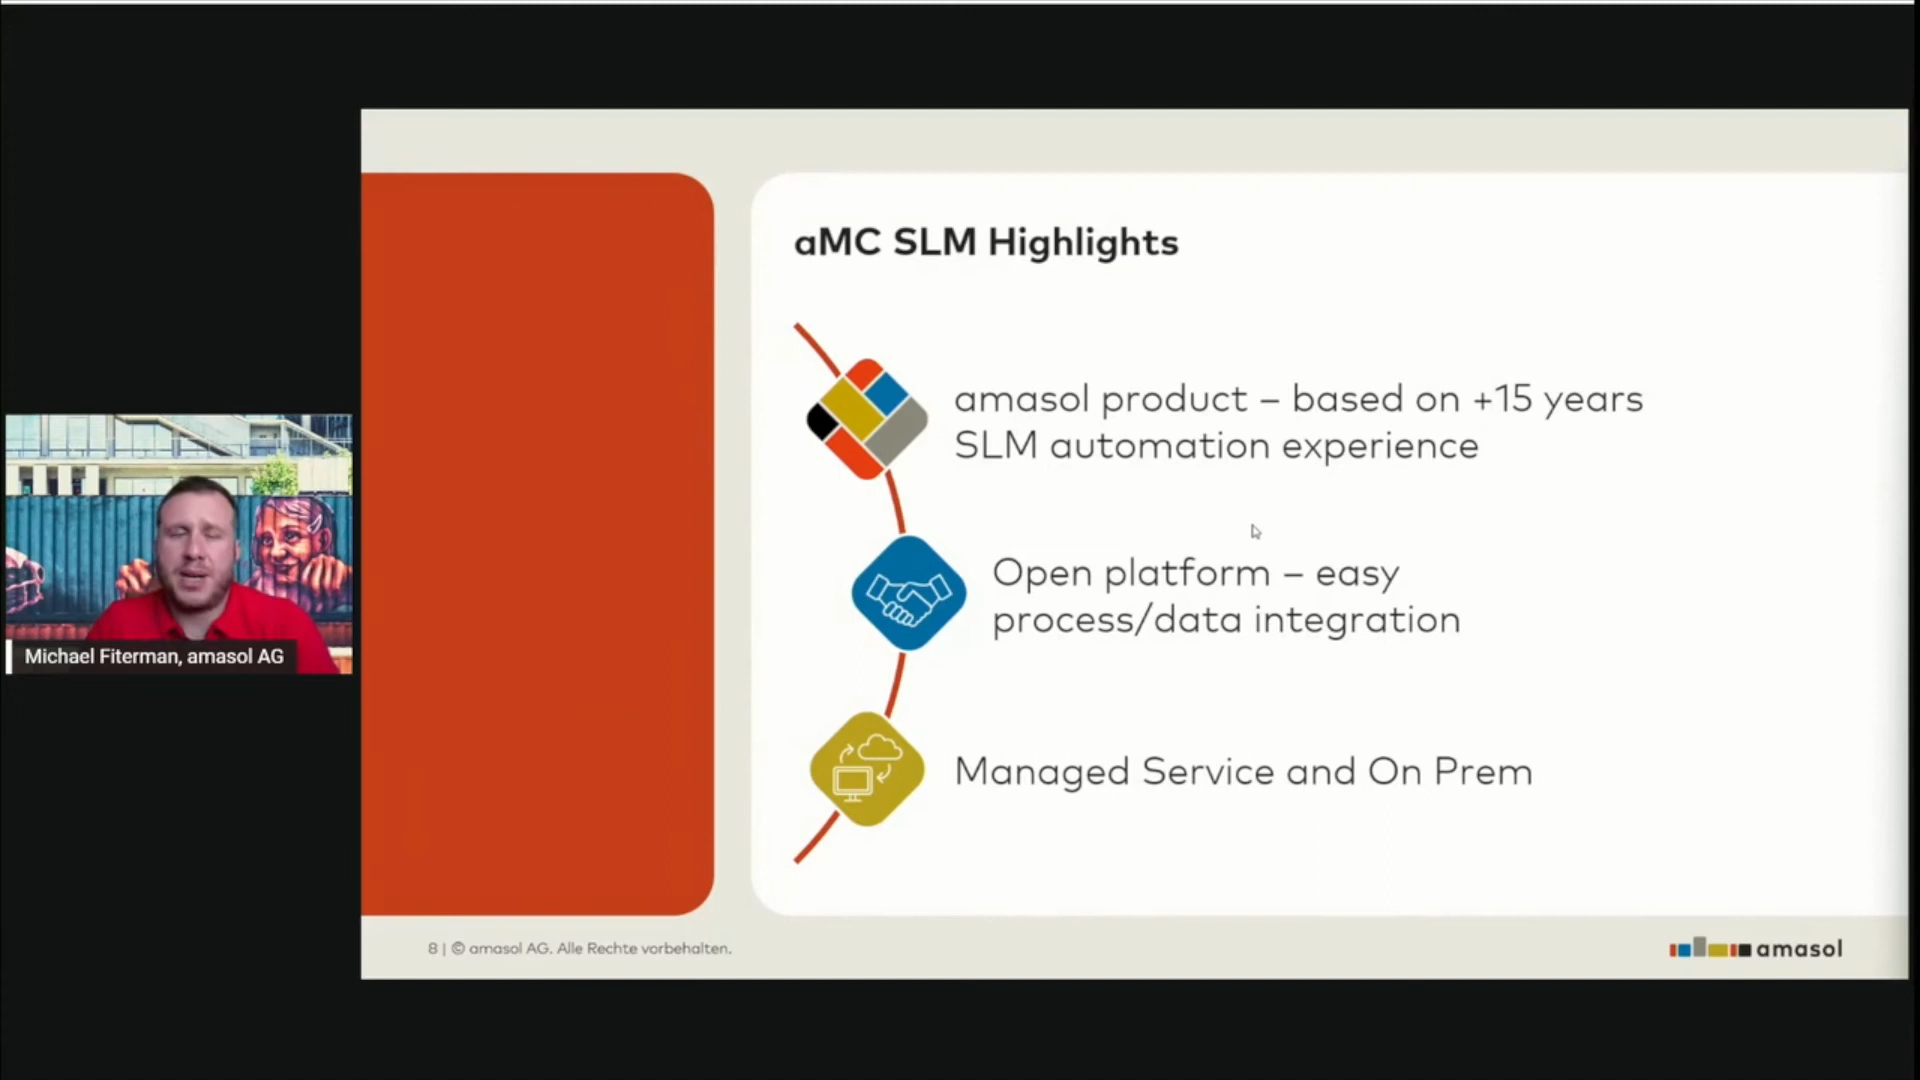 aMC SLM Highlights
amasol product – based on +15 years
SLM automation experience
Open platform – easy
process/data integration
Managed Service and On Prem
Michael Fiterman, amasol AG
8 | © amasol AG. Alle Rechte vorbehalten.
amasol